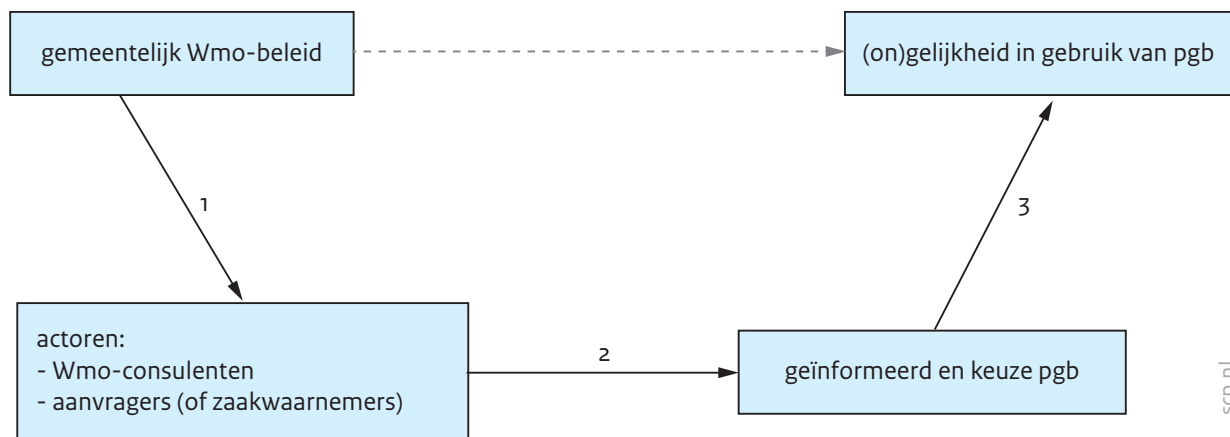 gemeentelijk Wmo-beleid
(on)gelijkheid in gebruik van pgb
1
3
actoren:
- Wmo-consulenten
- aanvragers (of zaakwaarnemers)
2
geïnformeerd en keuze pgb
scp.nl